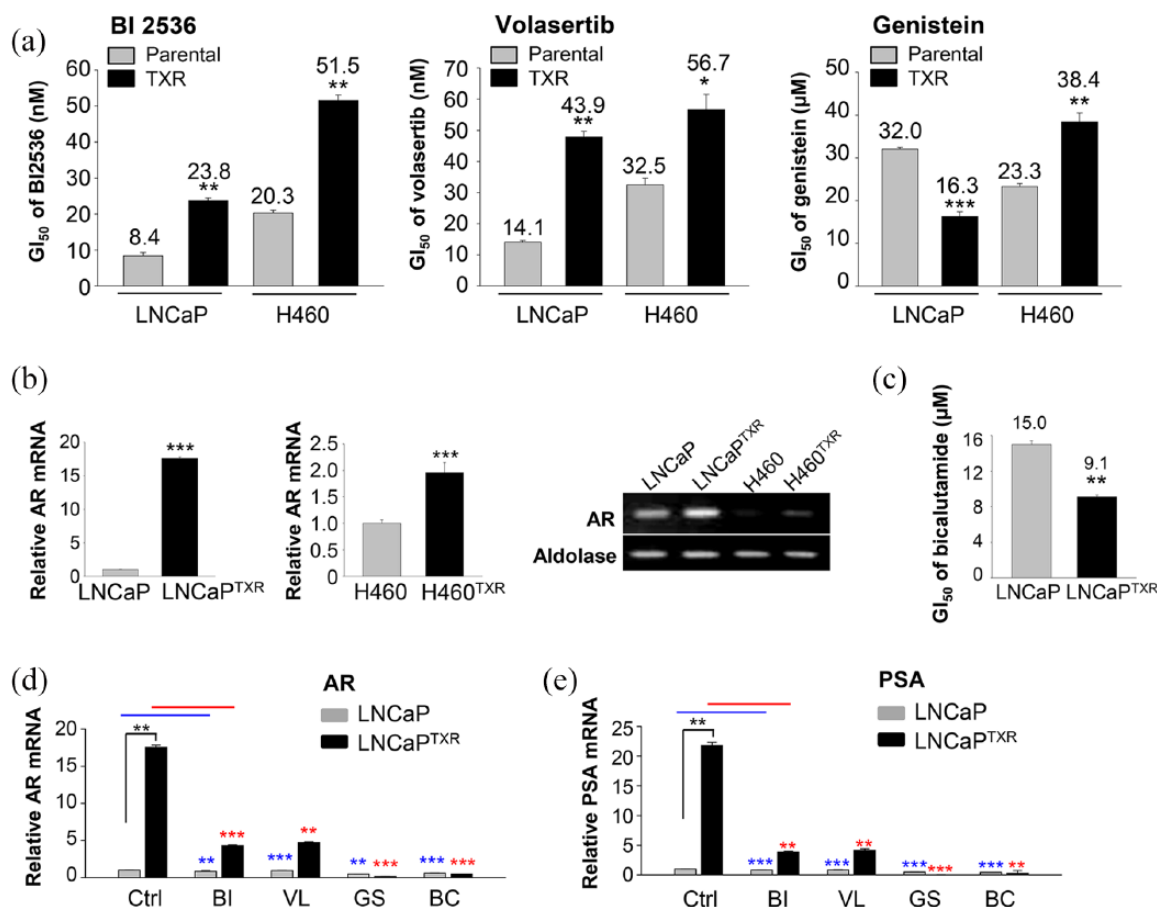 (a)
BI 2536
Parental
TXR
GI50 of BI2536 (nM)
60
50
40
30
20
10
0
8.4
23.8
**
20.3
51.5
**
LNCaP
H460
Volasertib
Parental
TXR
GI50 of volasertib (nM)
70
60
50
40
30
20
10
0
14.1
43.9
**
32.5
56.7
*
LNCaP
H460
Genistein
Parental
TXR
GI50 of genistein (µM)
50
40
30
20
10
0
32.0
16.3
***
23.3
38.4
**
LNCaP
H460
(b)
Relative AR mRNA
20
15
10
5
0
***
LNCaP
LNCaPTXR
Relative AR mRNA
2.5
2.0
1.5
1.0
0.5
0.0
***
H460
H460TXR
LNCaP
LNCaPTXR
H460
H460TXR
AR
Aldolase
(c)
GI50 of bicalutamide (µM)
18
15
12
9
6
3
0
15.0
9.1
**
LNCaP
LNCaPTXR
(d)
AR
LNCaP
LNCaPTXR
Relative AR mRNA
20
15
10
5
0
**
** ***
*** **
** ***
*** ***
Ctrl BI VL GS BC
(e)
PSA
LNCaP
LNCaPTXR
Relative PSA mRNA
25
20
15
10
5
0
**
*** **
*** **
*** ***
*** **
Ctrl BI VL GS BC